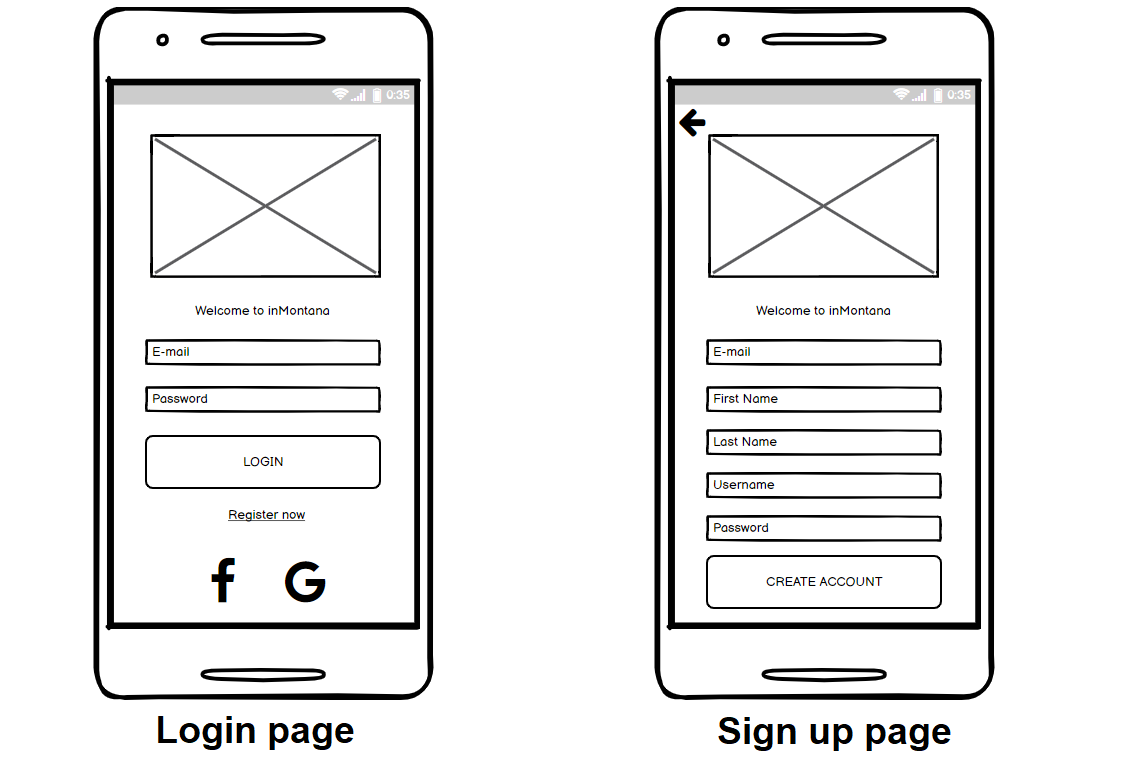 0:35
Welcome to inMontana
E-mail
Password
LOGIN
Register now
f G
Login page
0:35
Welcome to inMontana
E-mail
First Name
Last Name
Username
Password
CREATE ACCOUNT
Sign up page